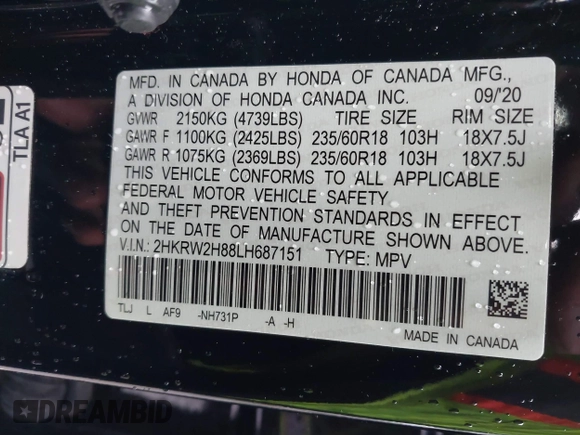 MFD. IN CANADA BY HONDA OF CANADA MFG.,
A DIVISION OF HONDA CANADA INC. 09/'20
GVWR 2150KG (4739LBS) TIRE SIZE RIM SIZE
GAWR F 1100KG (2425LBS) 235/60R18 103H 18X7.5J
GAWR R 1075KG (2369LBS) 235/60R18 103H 18X7.5J
THIS VEHICLE CONFORMS TO ALL APPLICABLE
FEDERAL MOTOR VEHICLE SAFETY
AND THEFT PREVENTION STANDARDS IN EFFECT
ON THE DATE OF MANUFACTURE SHOWN ABOVE.
V.I.N.: 2HKRW2H88LH687151 TYPE: MPV
TLJ L AF9 -NH731P -A -H
MADE IN CANADA
TLA A1
DREAMBID